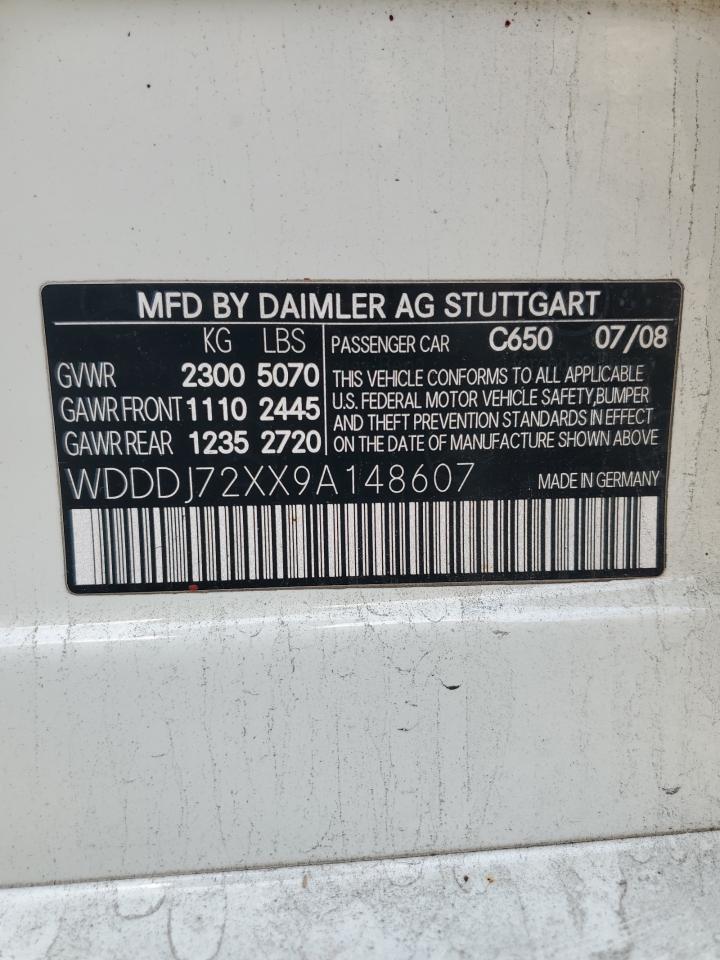 MFD BY DAIMLER AG STUTTGART
KG LBS PASSENGER CAR C650 07/08
GVWR 2300 5070 THIS VEHICLE CONFORMS TO ALL APPLICABLE
GAWR FRONT 1110 2445 U.S. FEDERAL MOTOR VEHICLE SAFETY,BUMPER
AND THEFT PREVENTION STANDARDS IN EFFECT
GAWR REAR 1235 2720 ON THE DATE OF MANUFACTURE SHOWN ABOVE
WDDDJ72XX9A148607 MADE IN GERMANY